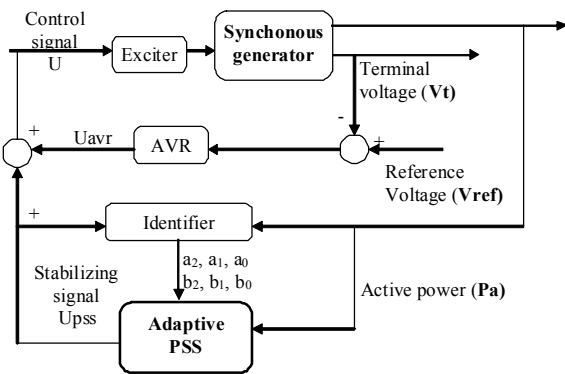 Control
signal
U
Exciter
Synchonous
generator
Terminal
voltage (Vt)
-
+
Uavr
AVR
+
Reference
Voltage (Vref)
+
Identifier
a2, a1, a0
b2, b1, b0
Stabilizing
signal
Upss
Active power (Pa)
Adaptive
PSS